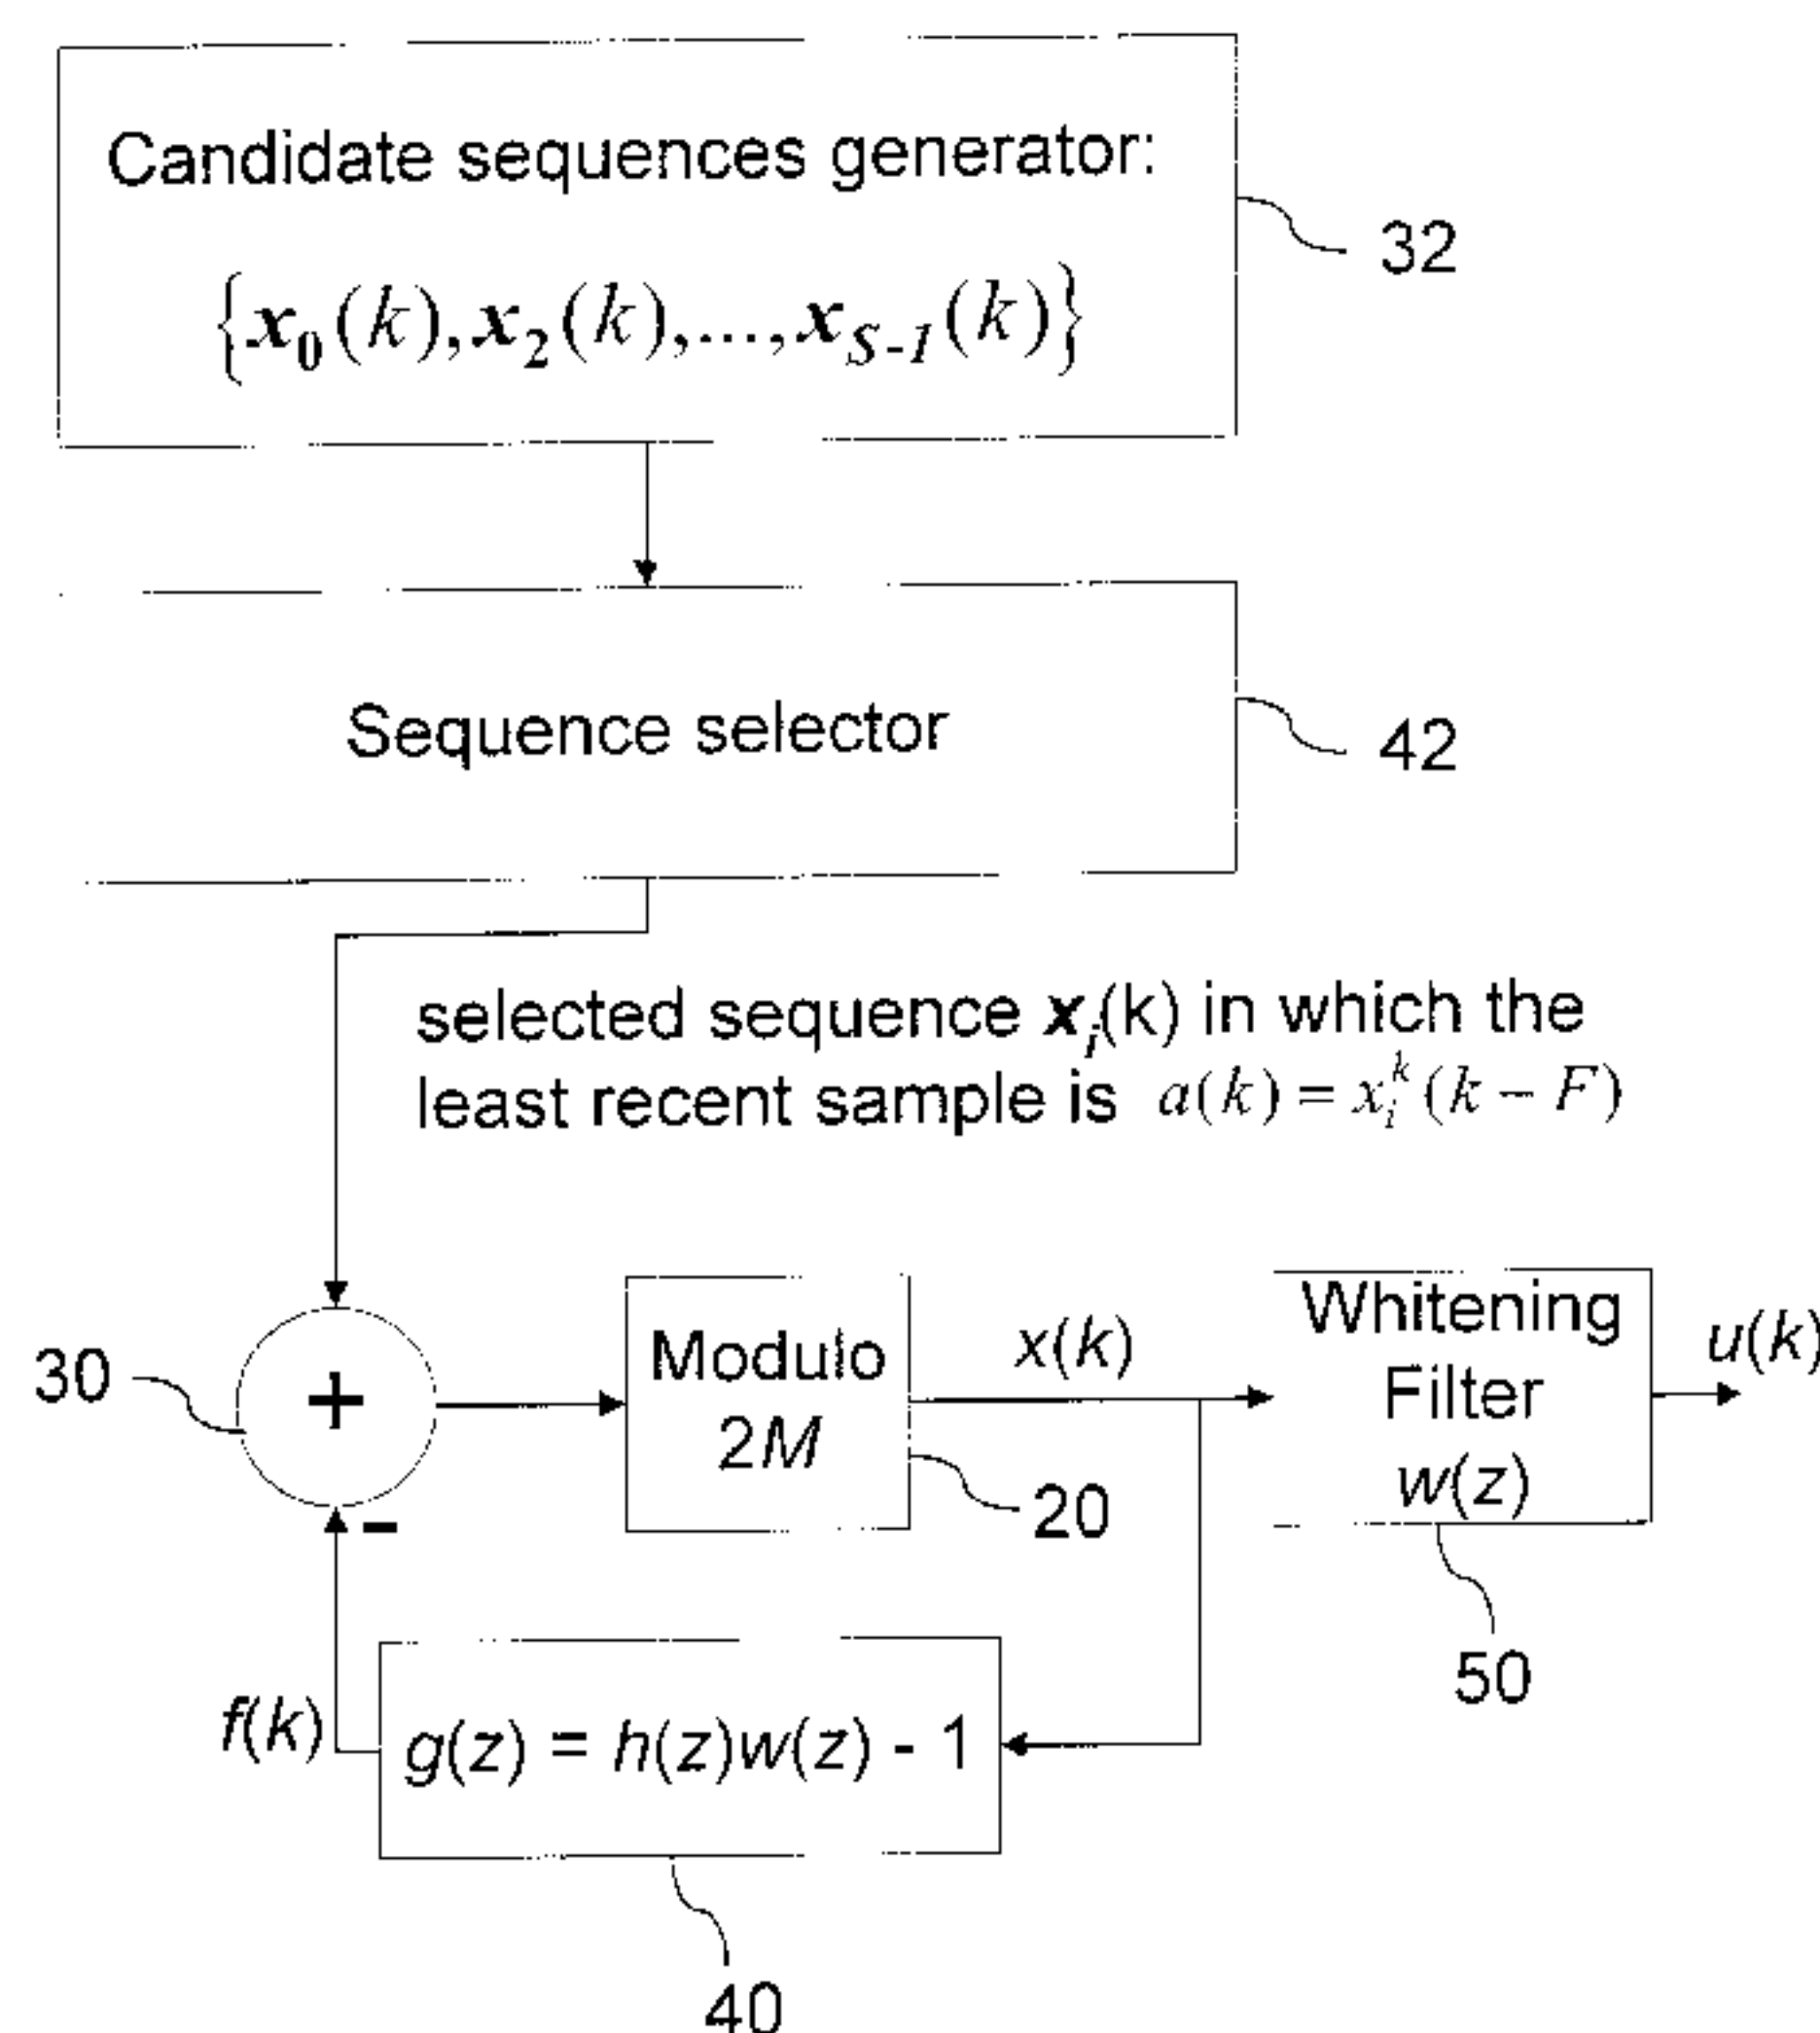 Candidate sequences generator:
{x₀(k), x₂(k),..., x_{S-1}(k)}
32
Sequence selector
42
selected sequence xᵢ(k) in which the
least recent sample is a(k) = xᵢᵏ(k − F)
30
+
Modulo
2M
x(k)
20
Whitening
Filter
w(z)
u(k)
-
50
f(k)
g(z) = h(z)w(z) - 1
40